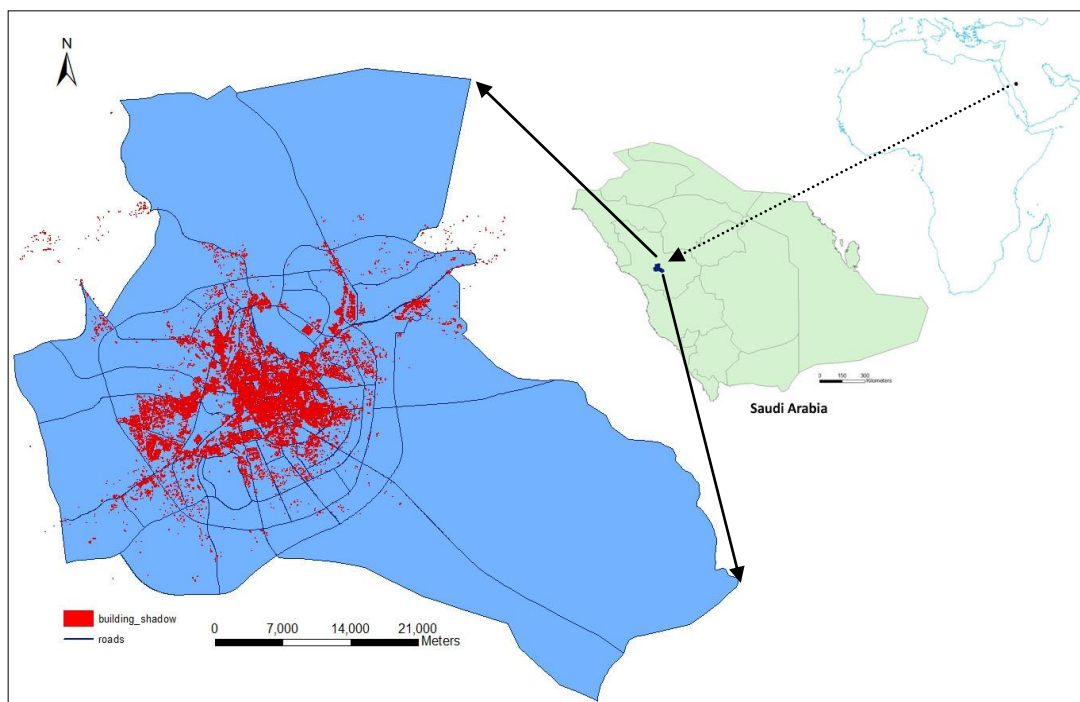 N
0 150 300
Kilometers
Saudi Arabia
building_shadow
roads
0 7,000 14,000 21,000
Meters